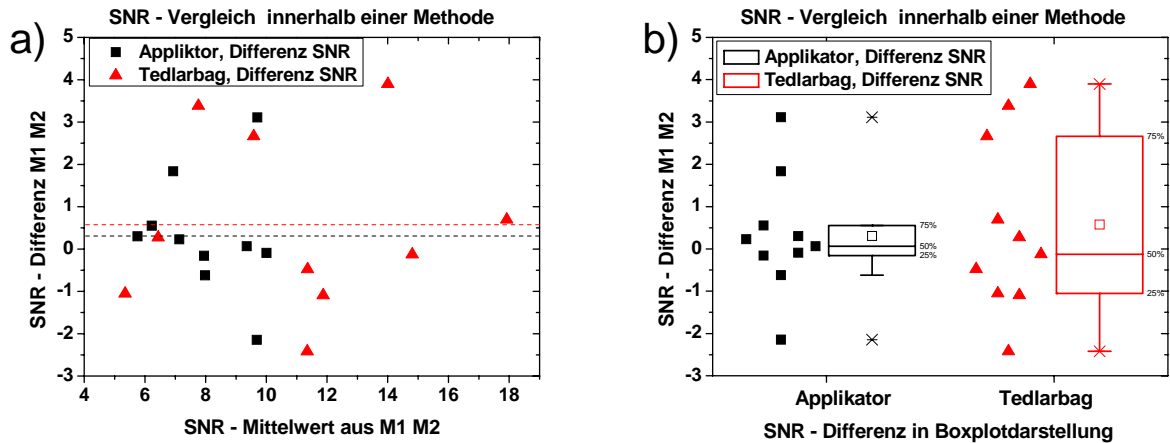 a)
SNR - Vergleich innerhalb einer Methode
Appliktor, Differenz SNR
Tedlarbag, Differenz SNR
SNR - Differenz M1 M2
5
4
3
2
1
0
-1
-2
-3
4 6 8 10 12 14 16 18
SNR - Mittelwert aus M1 M2
b)
SNR - Vergleich innerhalb einer Methode
Applikator, Differenz SNR
Tedlarbag, Differenz SNR
SNR - Differenz M1 M2
5
4
3
2
1
0
-1
-2
-3
75%
50%
25%
75%
50%
25%
Applikator Tedlarbag
SNR - Differenz in Boxplotdarstellung